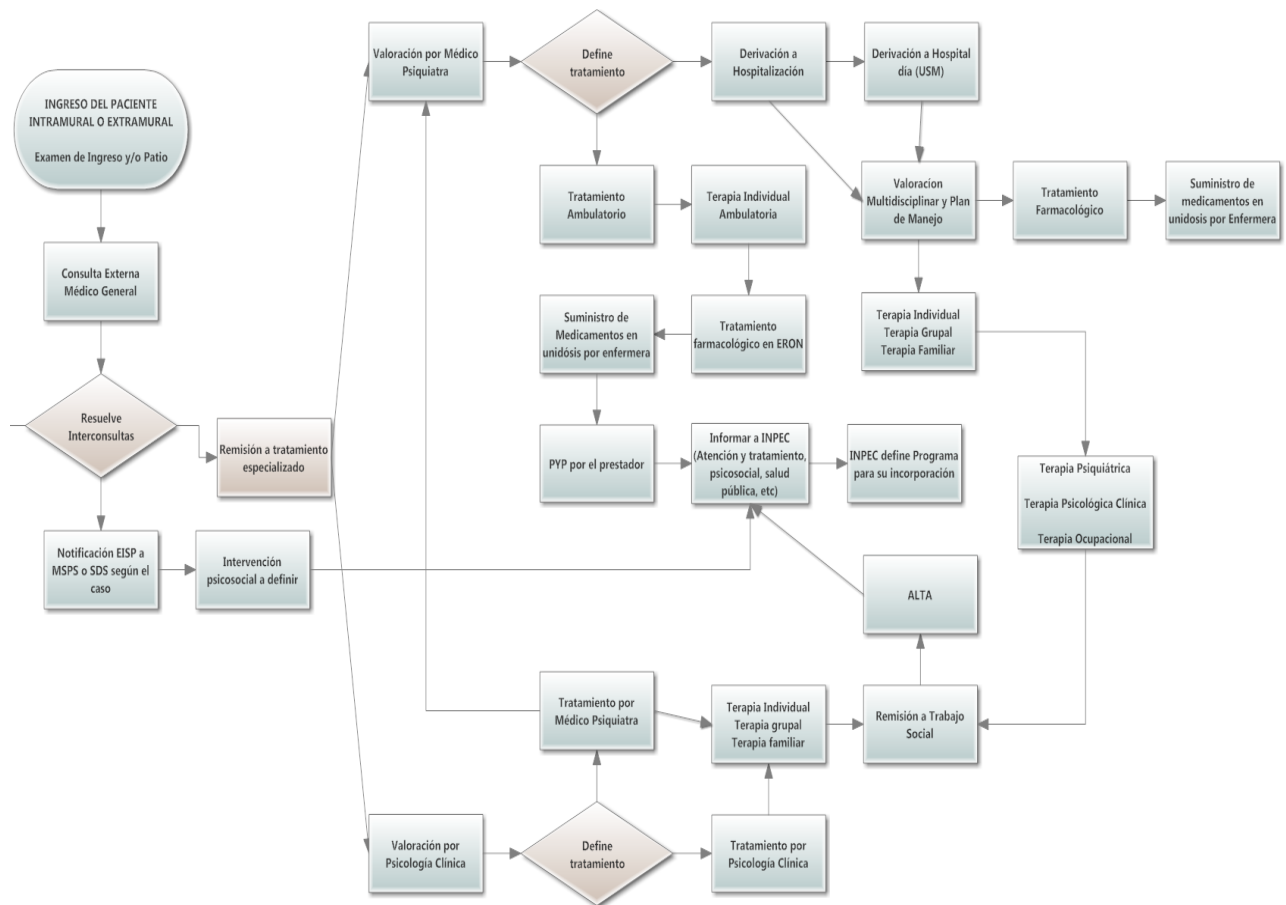 INGRESO DEL PACIENTE
INTRAMURAL O EXTRAMURAL
Examen de Ingreso y/o Patio
Consulta Externa
Médico General
Resuelve
Interconsultas
Remisión a tratamiento
especializado
Notificación EISP a
MSPS o SDS según el
caso
Intervención
psicosocial a definir
Valoración por Médico
Psiquiatra
Define
tratamiento
Derivación a
Hospitalización
Derivación a Hospital
día (USM)
Tratamiento
Ambulatorio
Terapia Individual
Ambulatoria
Valoracion
Multidisciplinar y Plan
de Manejo
Tratamiento
Farmacológico
Suministro de
medicamentos en
unidosis por Enfermera
Suministro de
Medicamentos en
unidósis por enfermera
Tratamiento
farmacológico en ERON
Terapia Individual
Terapia Grupal
Terapia Familiar
PYP por el prestador
Informar a INPEC
(Atención y tratamiento,
psicosocial, salud
pública, etc)
INPEC define Programa
para su incorporación
Terapia Psiquiátrica
Terapia Psicológica Clínica
Terapia Ocupacional
ALTA
Tratamiento por
Médico Psiquiatra
Terapia Individual
Terapia grupal
Terapia familiar
Remisión a Trabajo
Social
Valoración por
Psicología Clínica
Define
tratamiento
Tratamiento por
Psicología Clínica